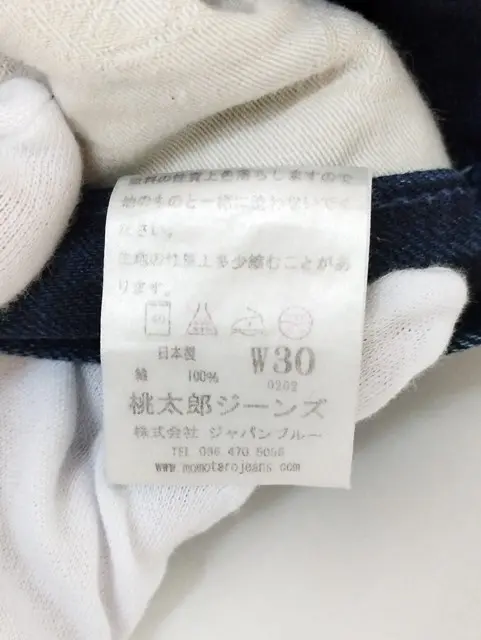 染料の性質上色落ちしますので
他のものと一緒に洗わないでく
ださい。
生地の性質上多少縮むことがあ
ります。
日本製
W30
綿 100%
0202
桃太郎ジーンズ
株式会社 ジャパンブルー
TEL 086 470 5056
www.momotarojeans.com